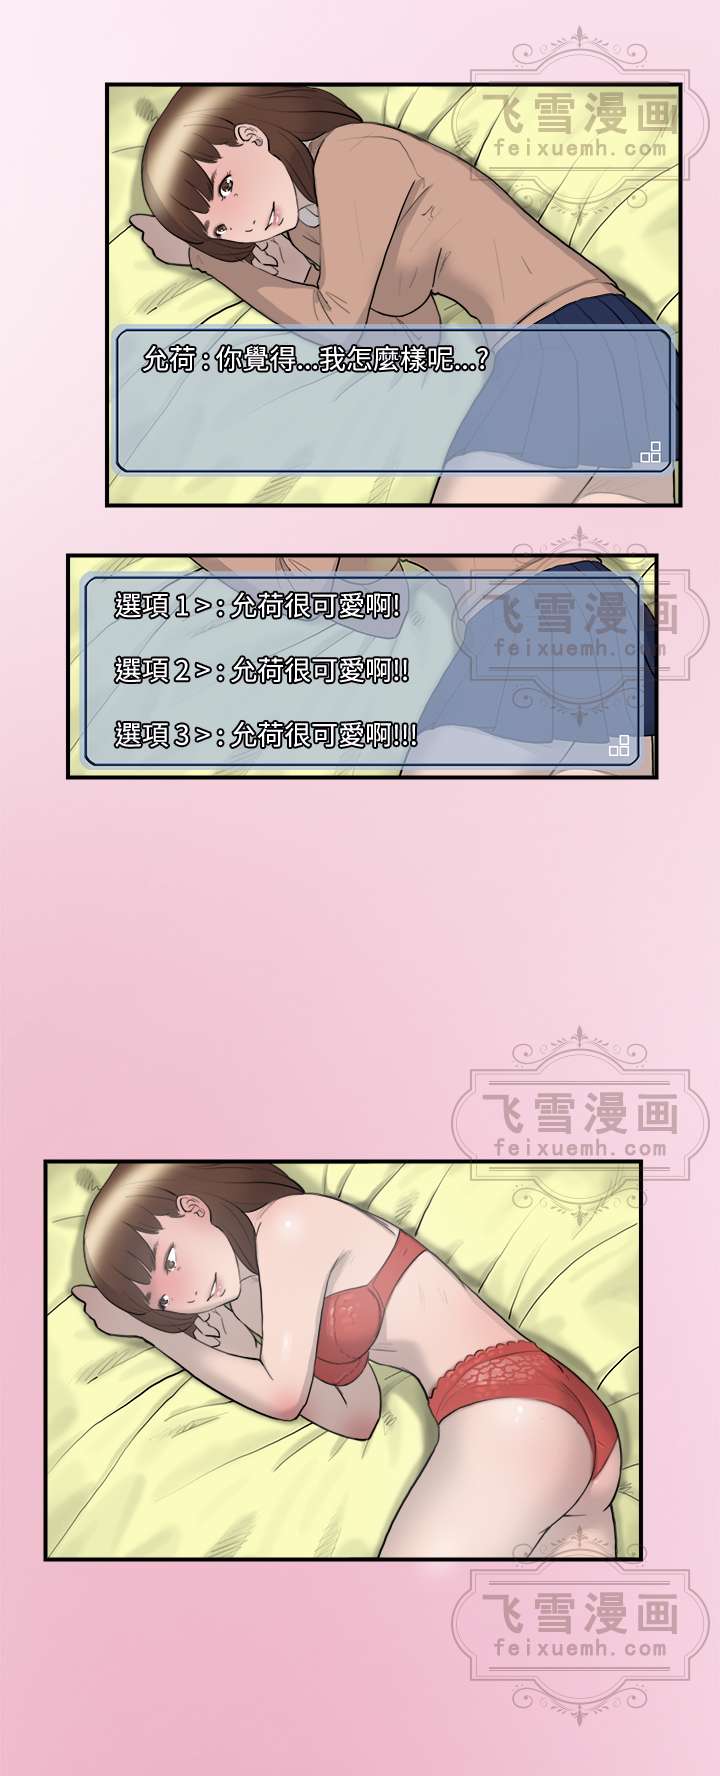 飞雪漫画
feixuemh.com
允荷 : 你覺得...我怎麼樣呢...?
選項 1 > : 允荷很可愛啊!
飞雪漫画
feixuemh.com
選項 2 > : 允荷很可愛啊!!
選項 3 > : 允荷很可愛啊!!!
飞雪漫画
feixuemh.com
飞雪漫画
feixuemh.com